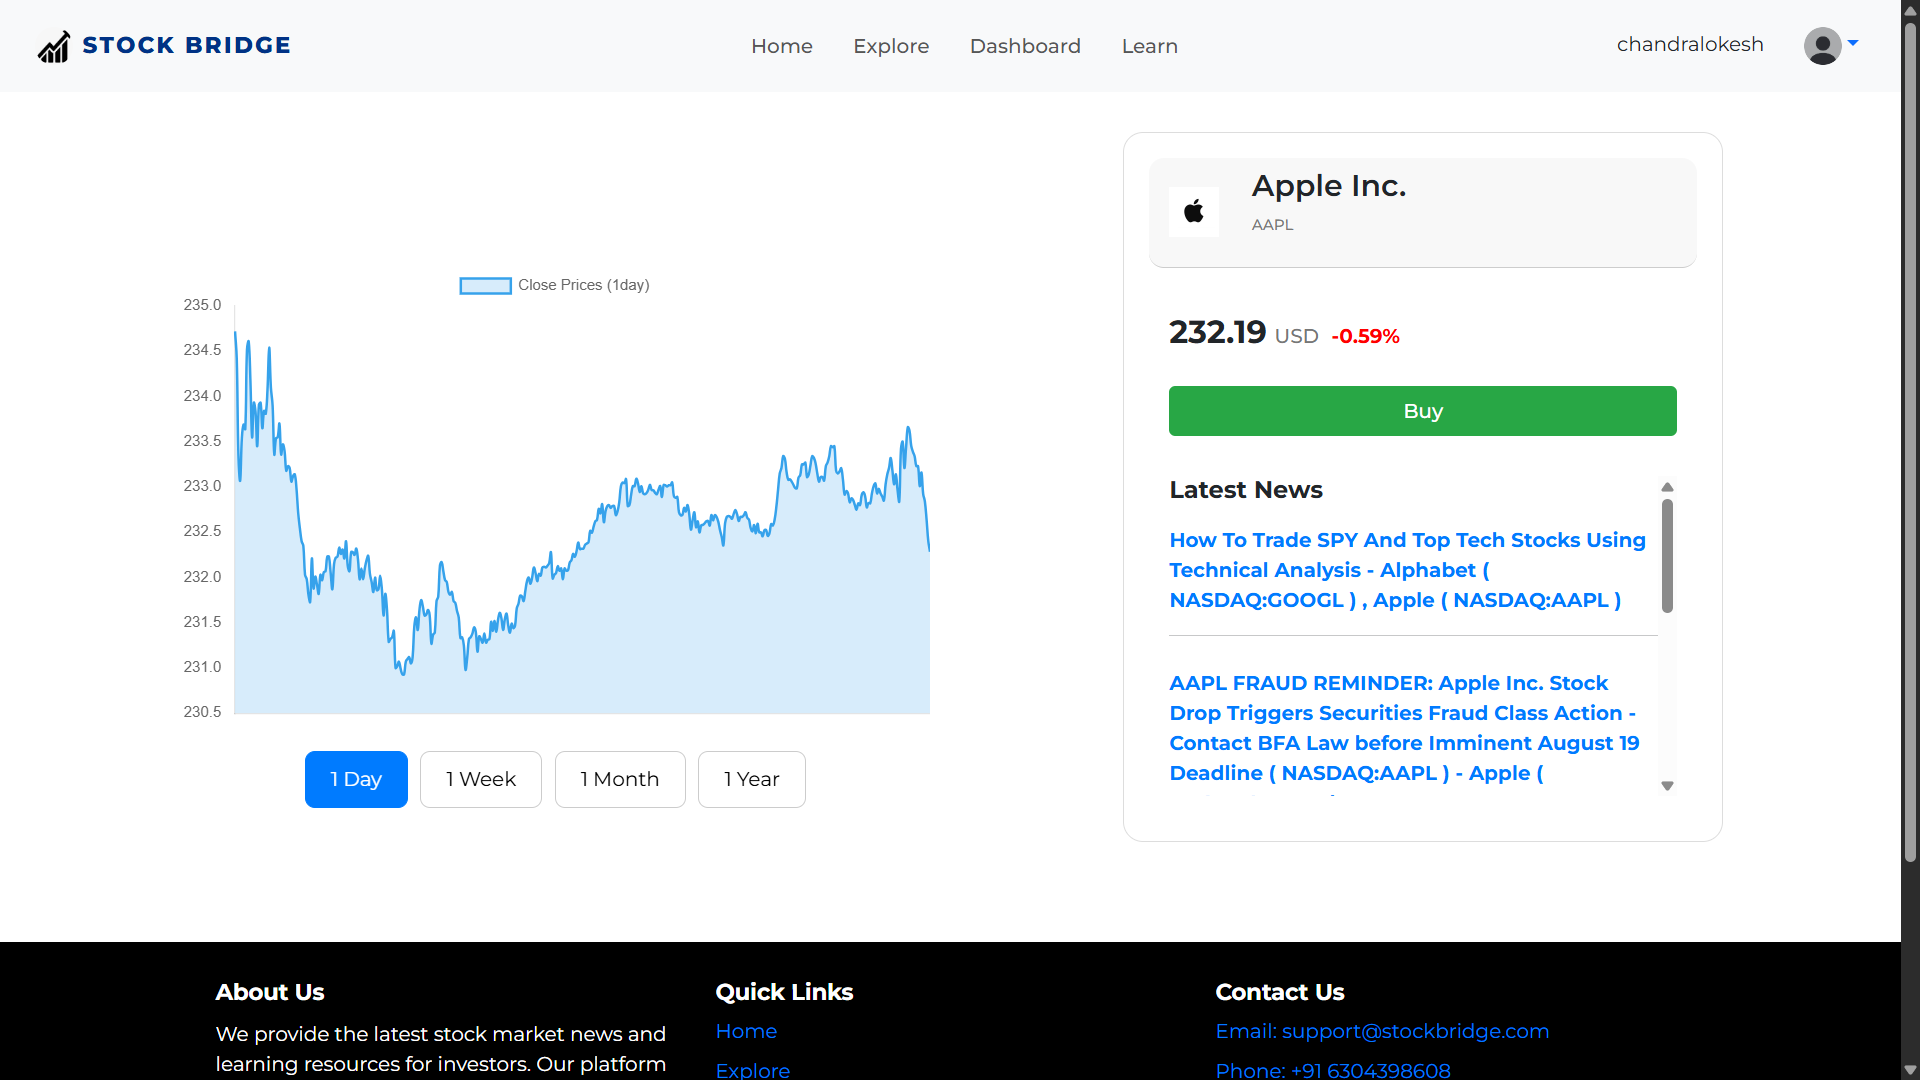 STOCK BRIDGE
Home
Explore
Dashboard
Learn
chandralokesh
Close Prices (1day)
235.0
234.5
234.0
233.5
233.0
232.5
232.0
231.5
231.0
230.5
1 Day
1 Week
1 Month
1 Year
Apple Inc.
AAPL
232.19 USD -0.59%
Buy
Latest News
How To Trade SPY And Top Tech Stocks Using
Technical Analysis - Alphabet (
NASDAQ:GOOGL ) , Apple ( NASDAQ:AAPL )
AAPL FRAUD REMINDER: Apple Inc. Stock
Drop Triggers Securities Fraud Class Action -
Contact BFA Law before Imminent August 19
Deadline ( NASDAQ:AAPL ) - Apple (
About Us
We provide the latest stock market news and
learning resources for investors. Our platform
Quick Links
Home
Explore
Contact Us
Email: support@stockbridge.com
Phone: +91 6304398608